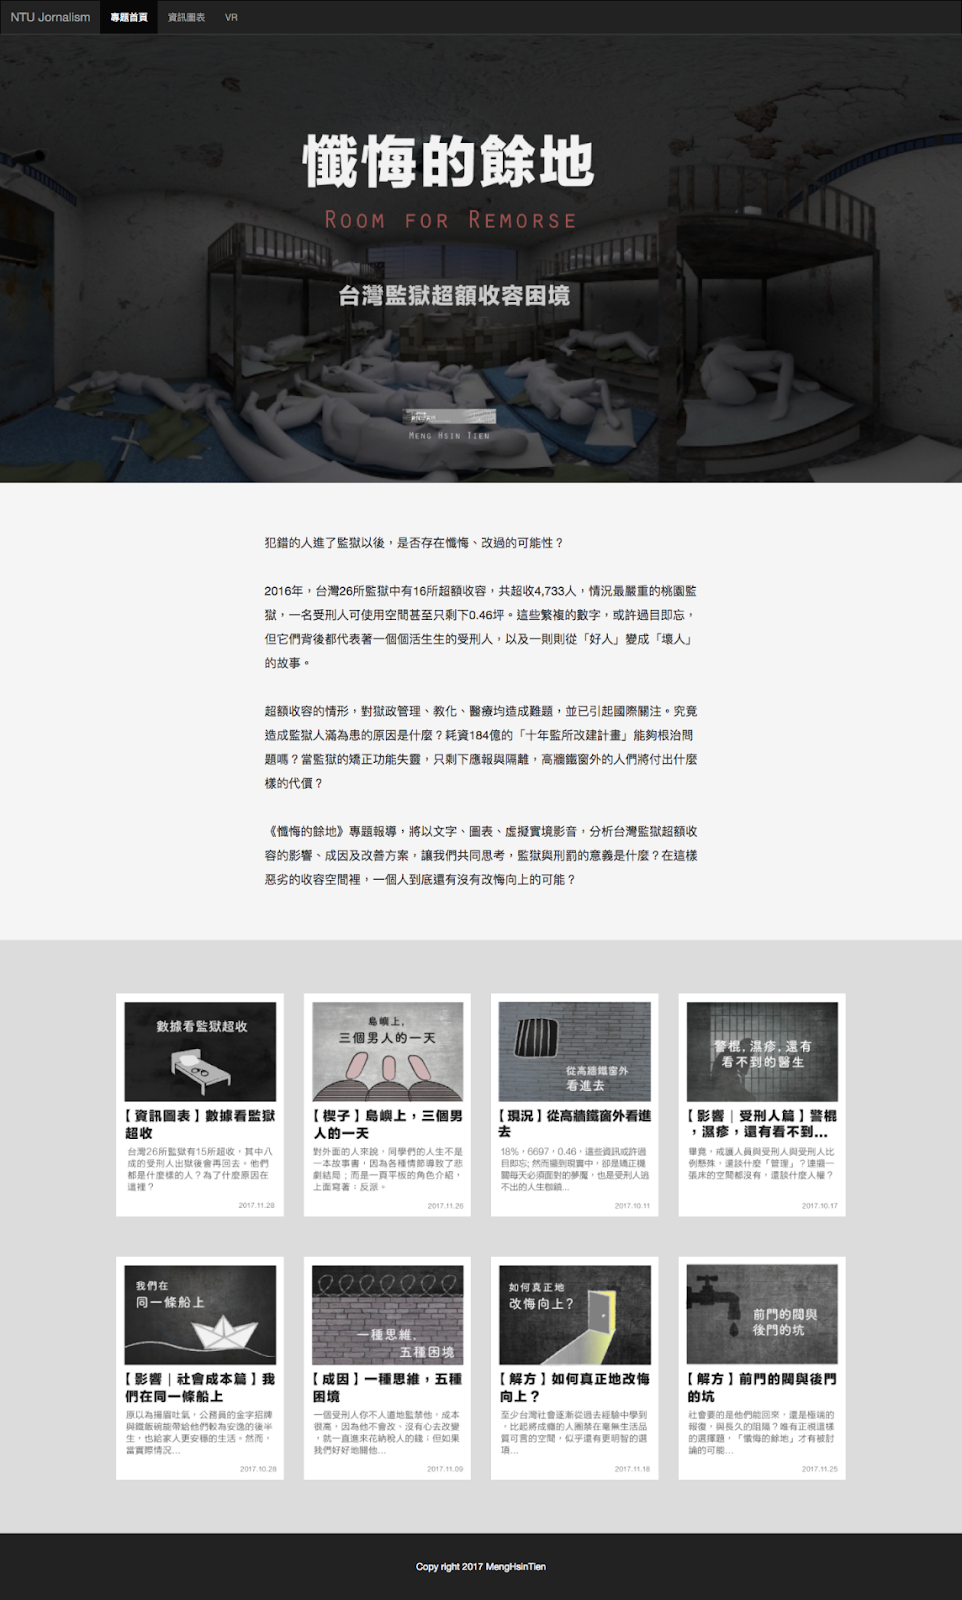 NTU Jornalism 專題首頁 資訊圖表 VR
懺悔的餘地
Room for Remorse
台灣監獄超額收容困境
Meng Hsin Tien
犯錯的人進了監獄以後，是否存在懺悔、改過的可能性？
2016年，台灣26所監獄中有16所超額收容，共超收4,733人，情況最嚴重的桃園監
獄，一名受刑人可使用空間甚至只剩下0.46坪。這些繁複的數字，或許過目即忘，
但它們背後都代表著一個個活生生的受刑人，以及一則則從「好人」變成「壞人」
的故事。
超額收容的情形，對獄政管理、教化、醫療均造成難題，並已引起國際關注。究竟
造成監獄人滿為患的原因是什麼？耗資184億的「十年監所改建計畫」能夠根治問
題嗎？當監獄的矯正功能失靈，只剩下應報與隔離，高牆鐵窗外的人們將付出什麼
樣的代價？
《懺悔的餘地》專題報導，將以文字、圖表、虛擬實境影音，分析台灣監獄超額收
容的影響、成因及改善方案，讓我們共同思考，監獄與刑罰的意義是什麼？在這樣
惡劣的收容空間裡，一個人到底還有沒有改悔向上的可能？
數據看監獄超收
【資訊圖表】數據看監獄
超收
台灣26所監獄有15所超收，其中八
成的受刑人出獄後會再回去。他們
都是什麼樣的人？為了什麼原因在
這裡？
2017.11.28
島嶼上，
三個男人的一天
【楔子】島嶼上，三個男
人的一天
對外面的人來說，同學們的人生不是
一本故事書，因為各種情節導致了悲
劇結局；而是一頁平板的角色介紹，
上面寫著：反派。
2017.11.26
從高牆鐵窗外
看進去
【現況】從高牆鐵窗外看進
去
18%，6697，0.46，這些資訊或許過
目即忘; 然而擺到現實中，卻是矯正機
關每天必須面對的夢魘，也是受刑人逃
不出的人生枷鎖...
2017.10.11
警棍，濕疹，還有
看不到的醫生
【影響｜受刑人篇】警棍
，濕疹，還有看不到...
畢竟，戒護人員與受刑人與受刑人比
例懸殊，還談什麼「管理」？連擺一
張床的空間都沒有，還談什麼人權？
2017.10.17
我們在
同一條船上
【影響｜社會成本篇】我
們在同一條船上
原以為揚眉吐氣，公務員的金字招牌
與鐵飯碗能帶給他們較為安逸的後半
生，也給家人更安穩的生活。然而，
當實際情況...
2017.10.28
一種思維，
五種困境
【成因】一種思維，五種
困境
一個受刑人你不人道地監禁他，成本
很高，因為他不會改、沒有心去改變
，就一直進來花納稅人的錢；但如果
我們好好地關他...
2017.11.09
如何真正地
改悔向上？
【解方】如何真正地改悔
向上？
至少台灣社會逐漸從過去經驗中學到
，比起將成癮的人圈禁在毫無生活品
質可言的空間，似乎還有更明智的選
項...
2017.11.18
前門的閥與
後門的坑
【解方】前門的閥與後門
的坑
社會要的是他們能回來，還是極端的
報復，與長久的阻隔？唯有正視這樣
的選擇題，「懺悔的餘地」才有被討
論的可能...
2017.11.25
Copy right 2017 MengHsinTien